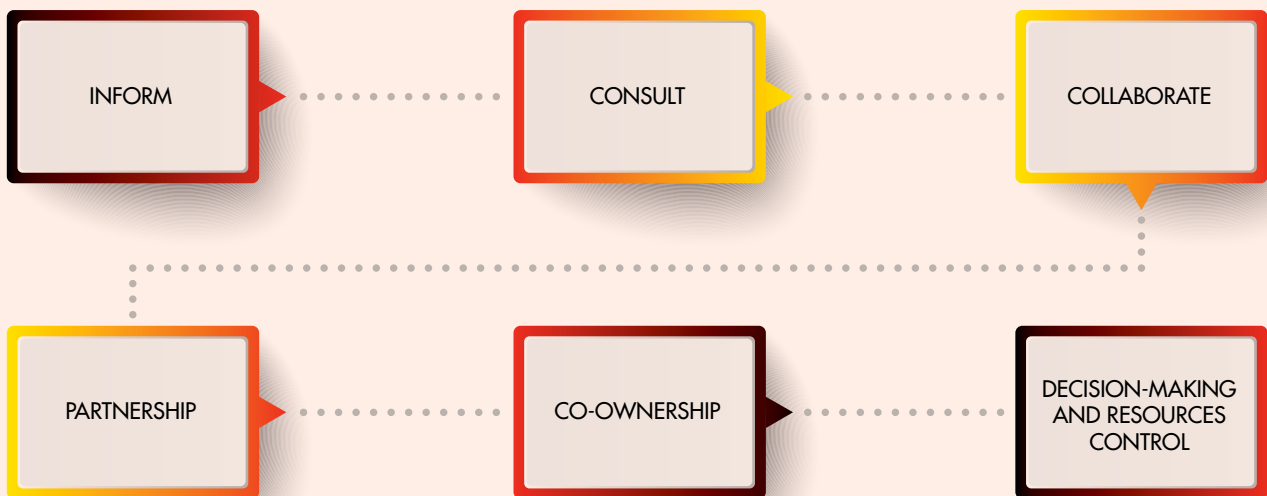 INFORM
CONSULT
COLLABORATE
PARTNERSHIP
CO-OWNERSHIP
DECISION-MAKING
AND RESOURCES
CONTROL